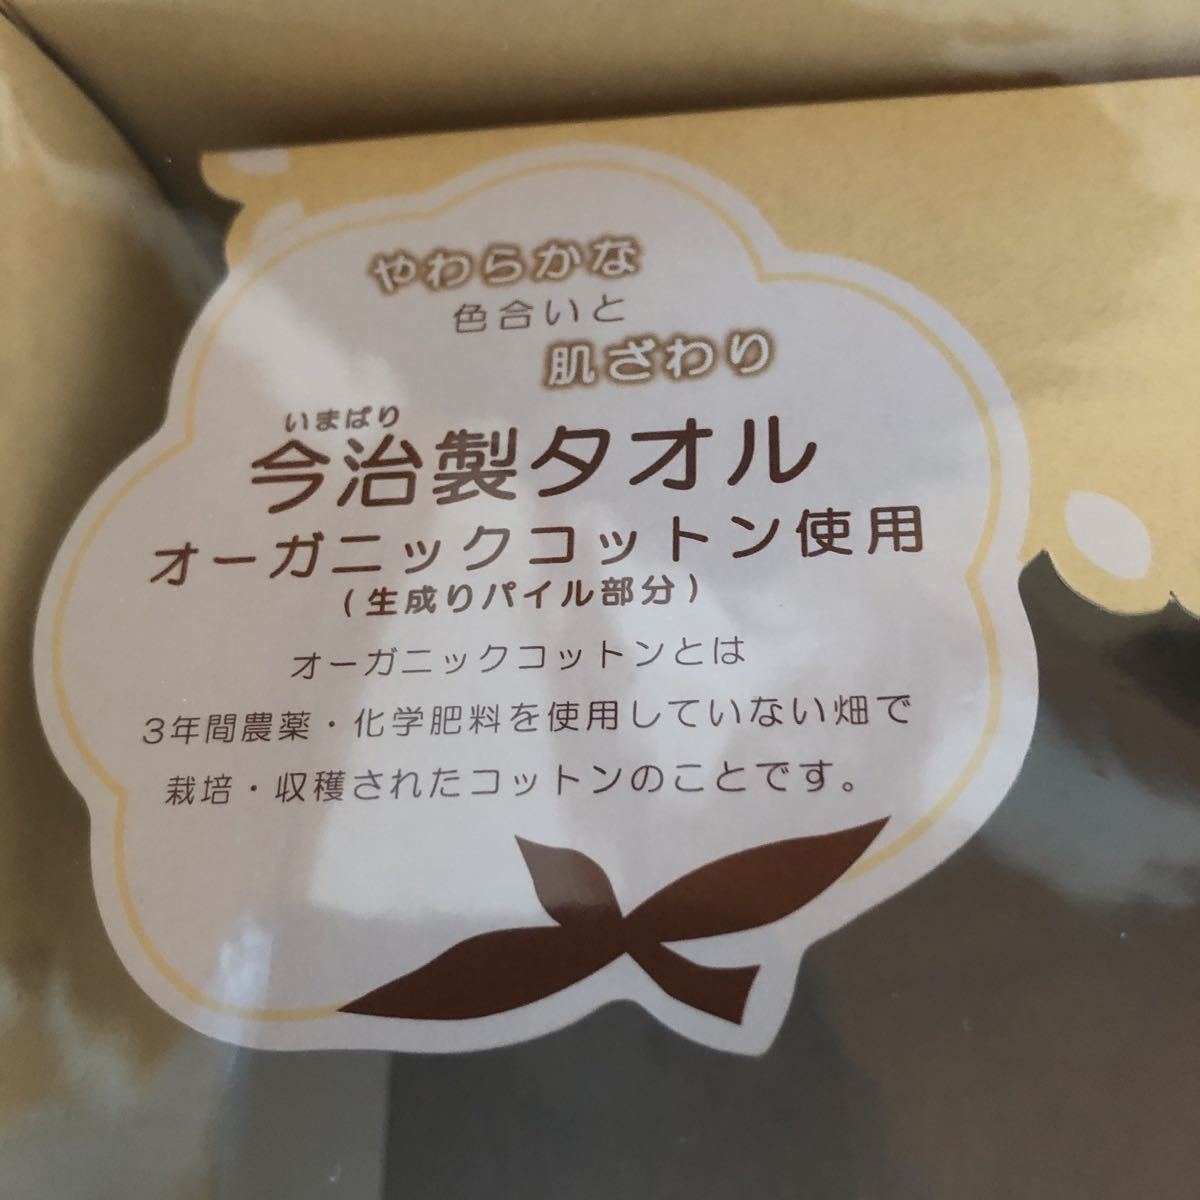 やわらかな
色合いと
肌ざわり
いまばり
今治製タオル
オーガニックコットン使用
(生成りパイル部分)
オーガニックコットンとは
3年間農薬・化学肥料を使用していない畑で
栽培・収穫されたコットンのことです。